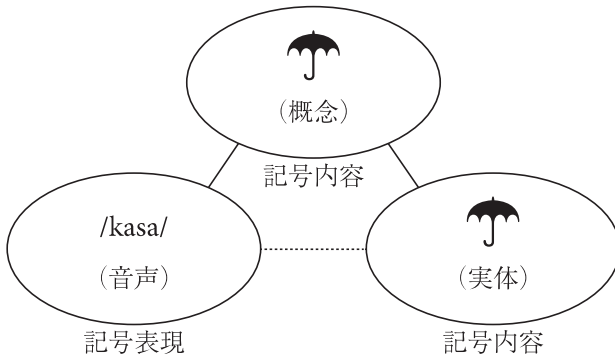 （概念）
記号内容
/kasa/
（音声）
記号表現
（実体）
記号内容